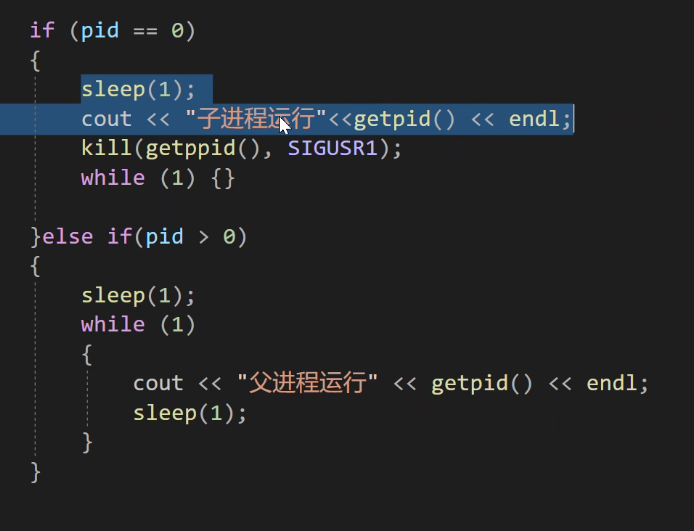 if (pid == 0)
{
    sleep(1);
    cout << "子进程运行"<<getpid() << endl;
    kill(getppid(), SIGUSR1);
    while (1) {}

}else if(pid > 0)
{
    sleep(1);
    while (1)
    {
        cout << "父进程运行" << getpid() << endl;
        sleep(1);
    }
}